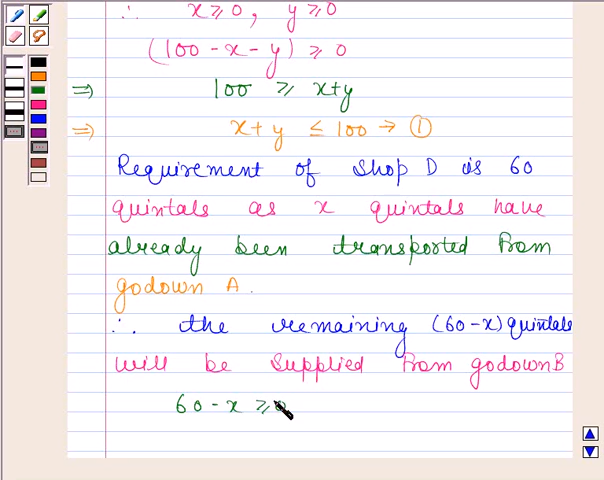 ∴ x ≥ 0, y ≥ 0
(100 - x - y) ≥ 0
⇒ 100 ≥ x+y
⇒ x+y ≤ 100 → ①
Requirement of shop D is 60
quintals as x quintals have
already been transported from
godown A.
∴ the remaining (60-x) quintals
will be supplied from godown B
60 - x ≥ 0